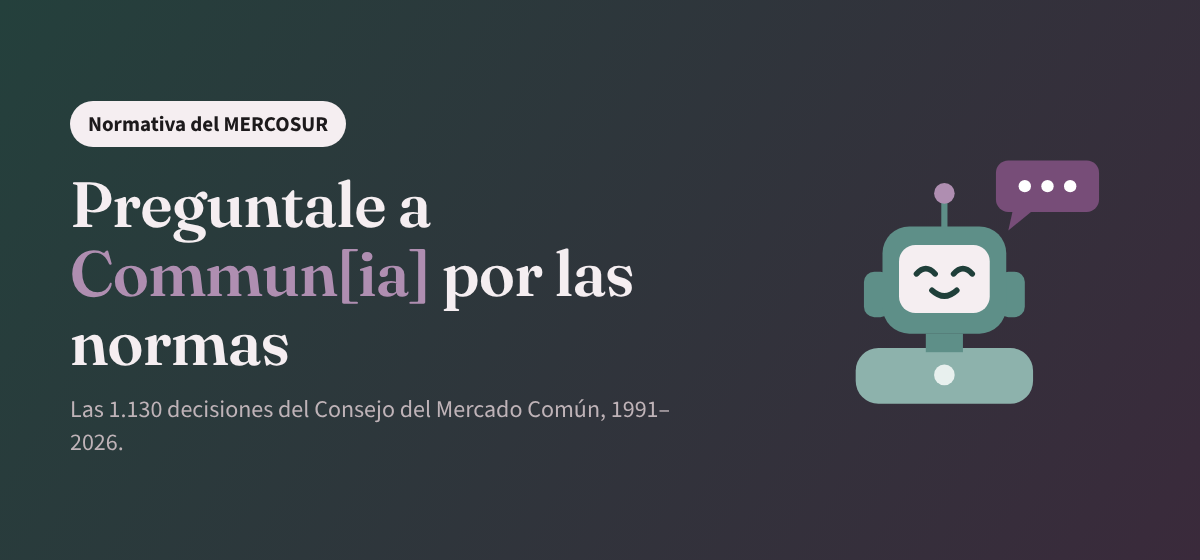 Normativa del MERCOSUR
Preguntale a
Commun[ia] por las
normas
Las 1.130 decisiones del Consejo del Mercado Común, 1991–
2026.